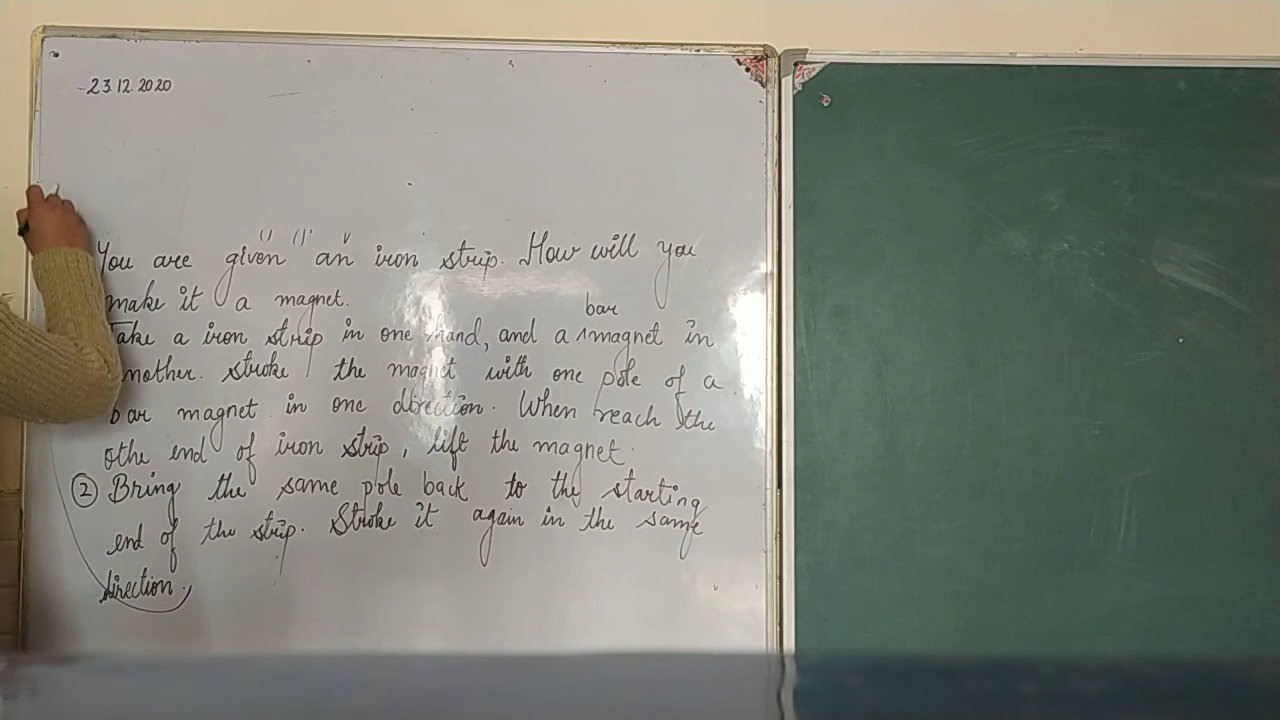 23.12.2020
You are given an iron strip. How will you
make it a magnet.
bar
Take a iron strip in one hand, and a magnet in
another. stroke the magnet with one pole of a
bar magnet in one direction. When reach the
othe end of iron strip, lift the magnet.
② Bring the same pole back to the starting
end of the strip. Stroke it again in the same
direction.